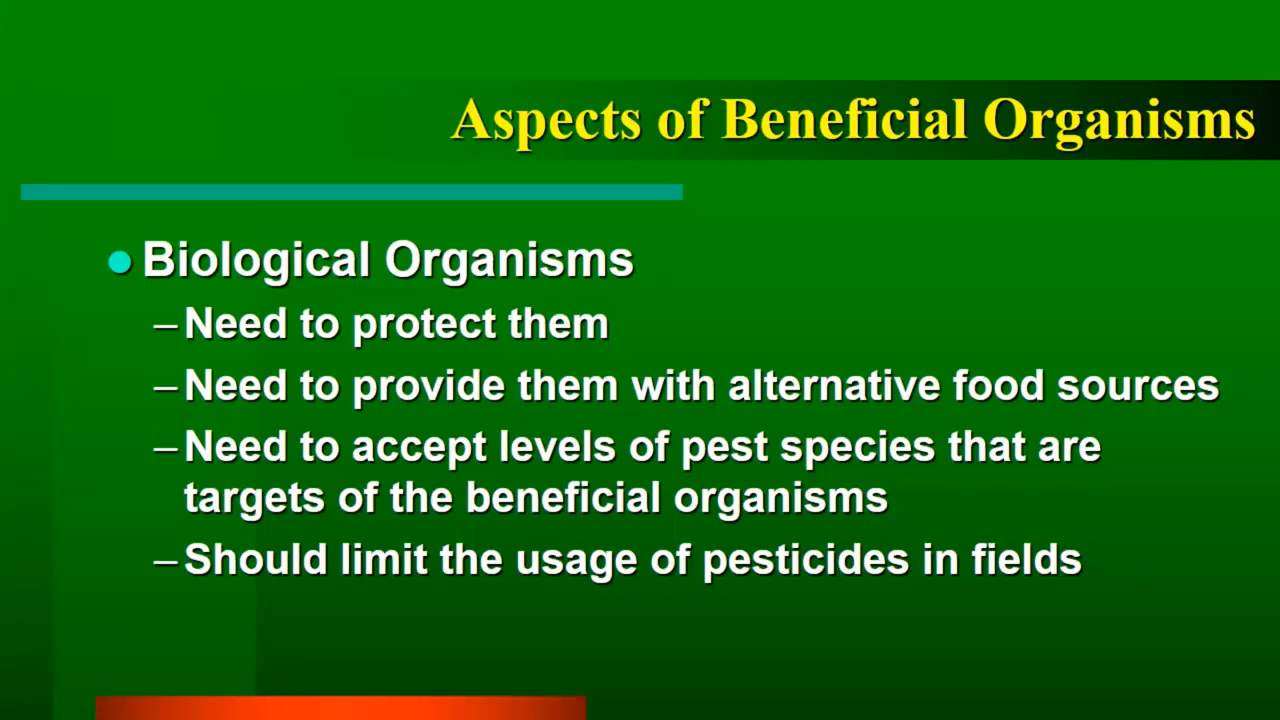 Aspects of Beneficial Organisms
Biological Organisms
–Need to protect them
–Need to provide them with alternative food sources
–Need to accept levels of pest species that are
targets of the beneficial organisms
–Should limit the usage of pesticides in fields